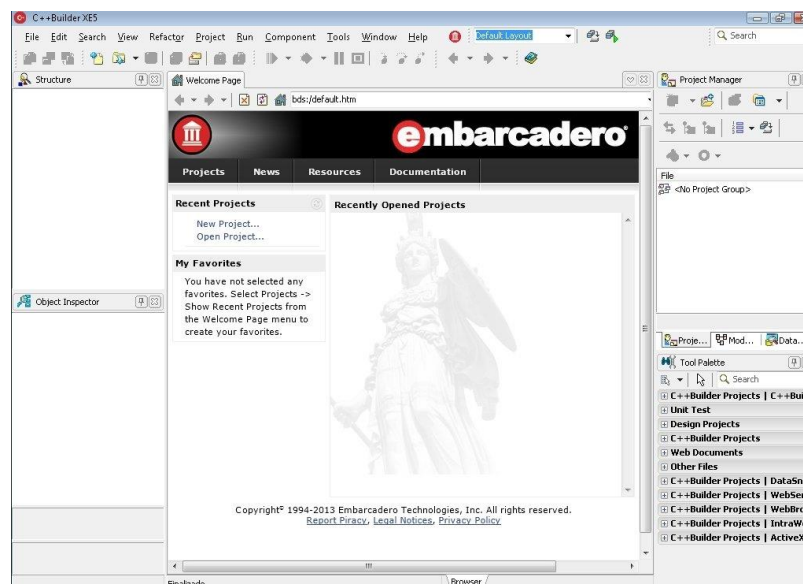 C++Builder XE5
File Edit Search View Refactor Project Run Component Tools Window Help Default Layout Search
Structure
Welcome Page
Project Manager
bds:/default.htm
embarcadero
Projects News Resources Documentation
File
<No Project Group>
Recent Projects
New Project...
Open Project...
Recently Opened Projects
My Favorites
You have not selected any
favorites. Select Projects ->
Show Recent Projects from
the Welcome Page menu to
create your favorites.
Object Inspector
Proje... Mod... Data...
Tool Palette
Search
C++Builder Projects | C++Bui
Unit Test
Design Projects
C++Builder Projects
Web Documents
Other Files
C++Builder Projects | DataSn
C++Builder Projects | WebSer
C++Builder Projects | WebBro
C++Builder Projects | IntraW
C++Builder Projects | ActiveX
Copyright© 1994-2013 Embarcadero Technologies, Inc. All rights reserved.
Report Piracy, Legal Notices, Privacy Policy
Finalizado Browser